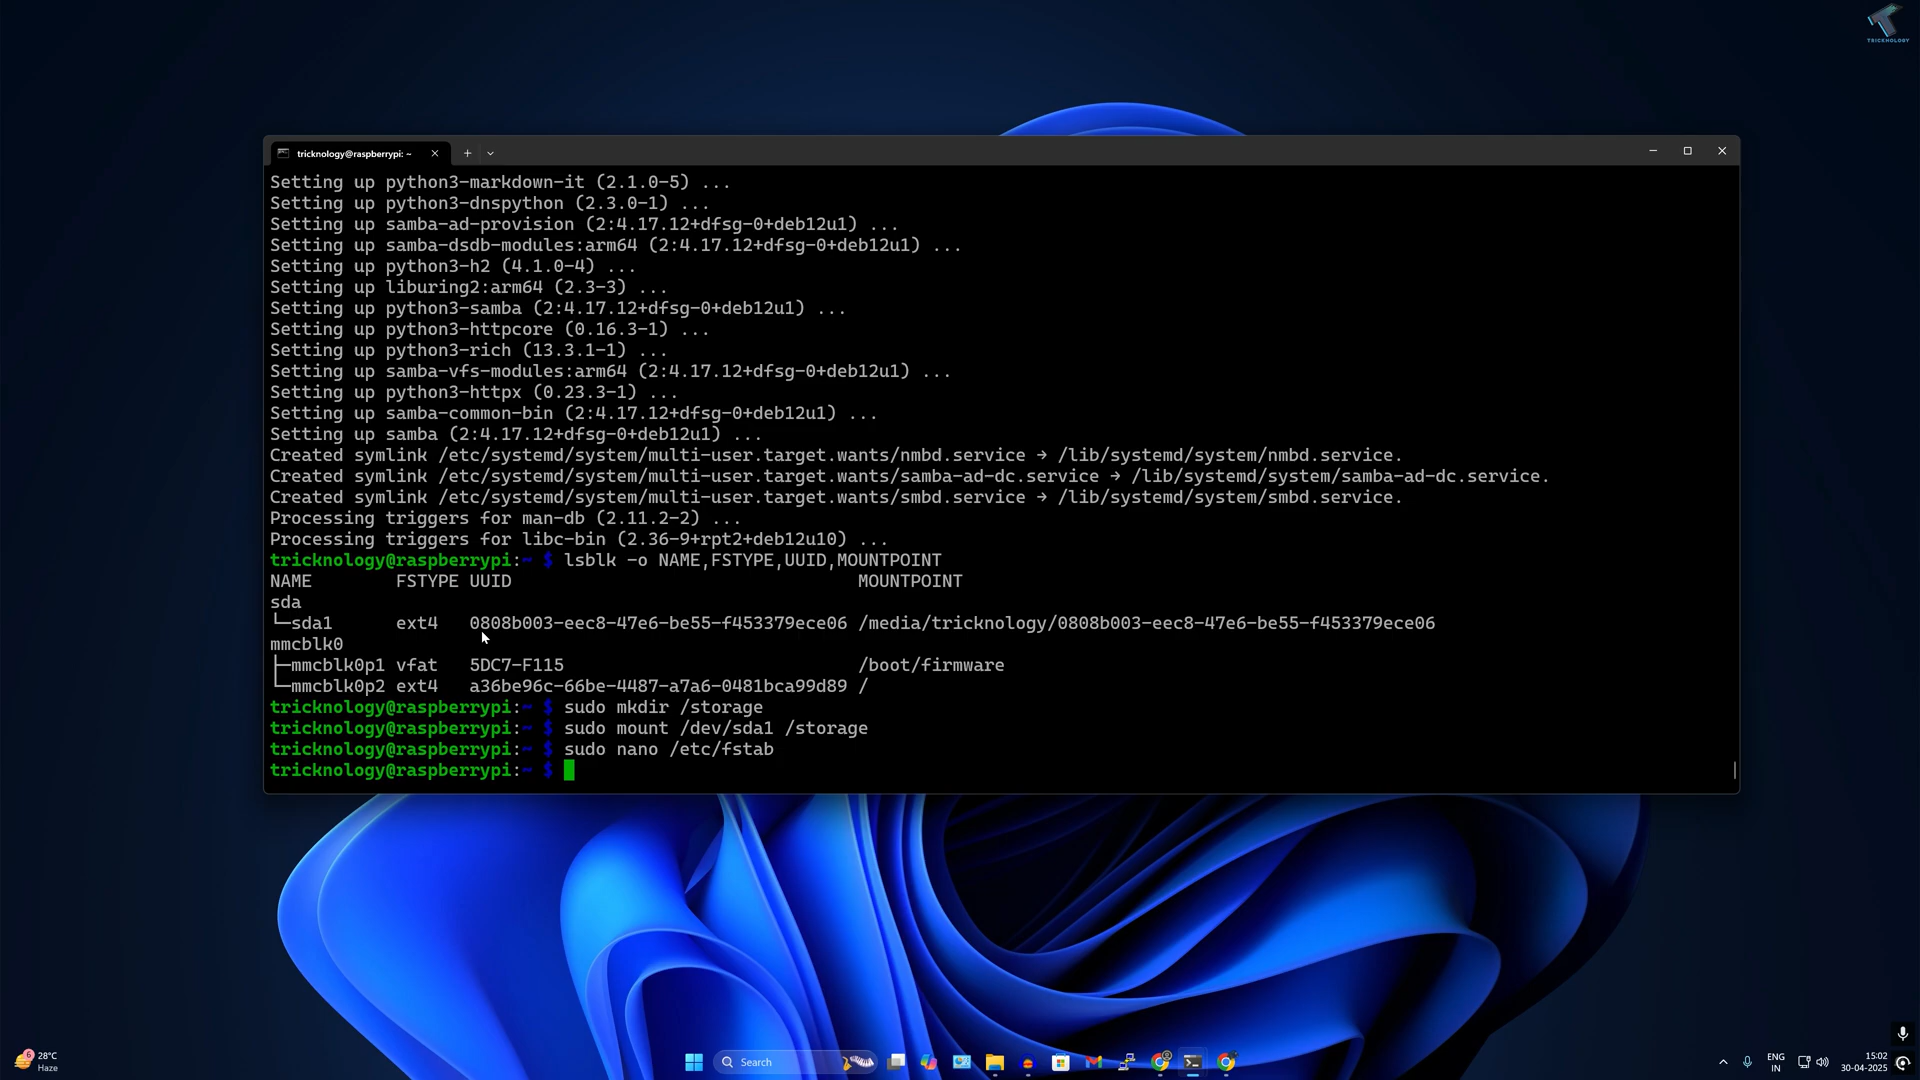 TRICKNOLOGY
tricknology@raspberrypi: ~
Setting up python3-markdown-it (2.1.0-5) ...
Setting up python3-dnspython (2.3.0-1) ...
Setting up samba-ad-provision (2:4.17.12+dfsg-0+deb12u1) ...
Setting up samba-dsdb-modules:arm64 (2:4.17.12+dfsg-0+deb12u1) ...
Setting up python3-h2 (4.1.0-4) ...
Setting up liburing2:arm64 (2.3-3) ...
Setting up python3-samba (2:4.17.12+dfsg-0+deb12u1) ...
Setting up python3-httpcore (0.16.3-1) ...
Setting up python3-rich (13.3.1-1) ...
Setting up samba-vfs-modules:arm64 (2:4.17.12+dfsg-0+deb12u1) ...
Setting up python3-httpx (0.23.3-1) ...
Setting up samba-common-bin (2:4.17.12+dfsg-0+deb12u1) ...
Setting up samba (2:4.17.12+dfsg-0+deb12u1) ...
Created symlink /etc/systemd/system/multi-user.target.wants/nmbd.service → /lib/systemd/system/nmbd.service.
Created symlink /etc/systemd/system/multi-user.target.wants/samba-ad-dc.service → /lib/systemd/system/samba-ad-dc.service.
Created symlink /etc/systemd/system/multi-user.target.wants/smbd.service → /lib/systemd/system/smbd.service.
Processing triggers for man-db (2.11.2-2) ...
Processing triggers for libc-bin (2.36-9+rpt2+deb12u10) ...
tricknology@raspberrypi:~ $ lsblk -o NAME,FSTYPE,UUID,MOUNTPOINT
NAME FSTYPE UUID MOUNTPOINT
sda
└─sda1 ext4 0808b003-eec8-47e6-be55-f453379ece06 /media/tricknology/0808b003-eec8-47e6-be55-f453379ece06
mmcblk0
├─mmcblk0p1 vfat 5DC7-F115 /boot/firmware
└─mmcblk0p2 ext4 a36be96c-66be-4487-a7a6-0481bca99d89 /
tricknology@raspberrypi:~ $ sudo mkdir /storage
tricknology@raspberrypi:~ $ sudo mount /dev/sda1 /storage
tricknology@raspberrypi:~ $ sudo nano /etc/fstab
tricknology@raspberrypi:~ $
6
28°C
Haze
Search
ENG
IN
15:02
30-04-2025